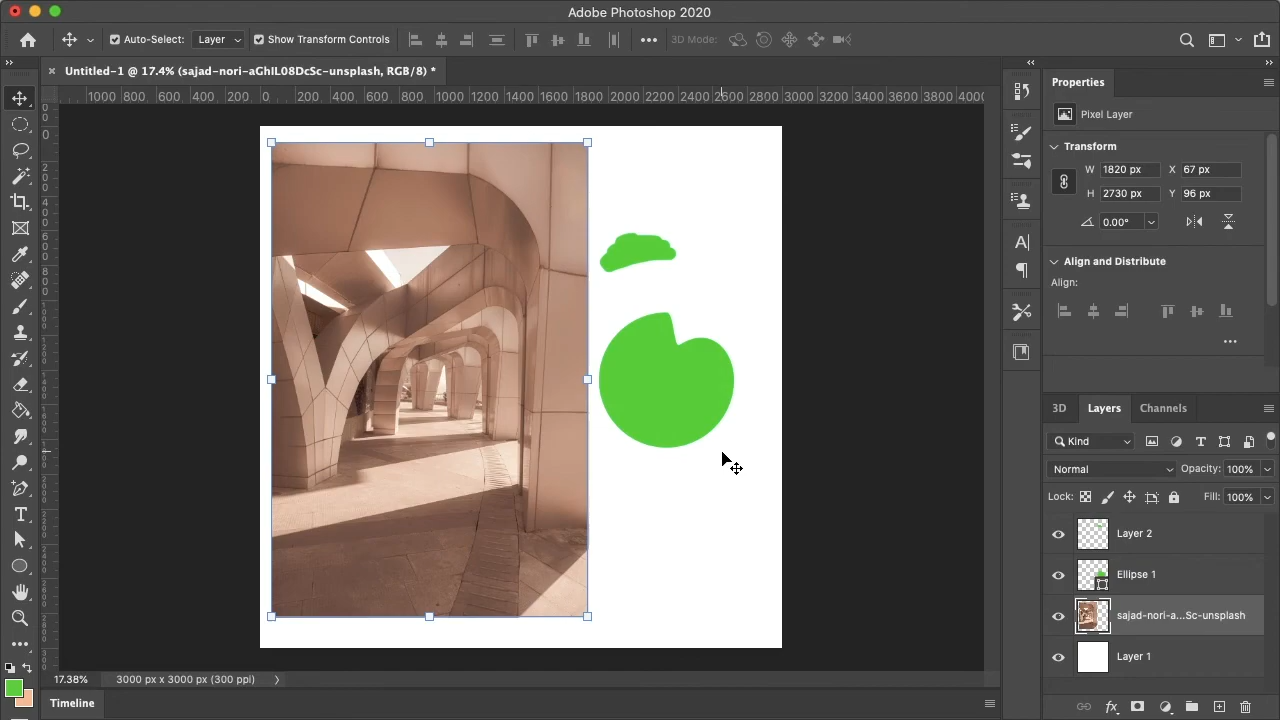 Adobe Photoshop 2020
Auto-Select: Layer Show Transform Controls 3D Mode:
Untitled-1 @ 17.4% (sajad-nori-aGhIL08DcSc-unsplash, RGB/8) *
1000 800 600 400 200 0 200 400 600 800 1000 1200 1400 1600 1800 2000 2200 2400 2600 2800 3000 3200 3400 3600 3800 4000
Properties
Pixel Layer
Transform
W 1820 px X 67 px
H 2730 px Y 96 px
0.00°
Align and Distribute
Align:
3D Layers Channels
Kind
Normal Opacity: 100%
Lock: Fill: 100%
Layer 2
Ellipse 1
sajad-nori-a...Sc-unsplash
Layer 1
17.38% 3000 px x 3000 px (300 ppi)
Timeline